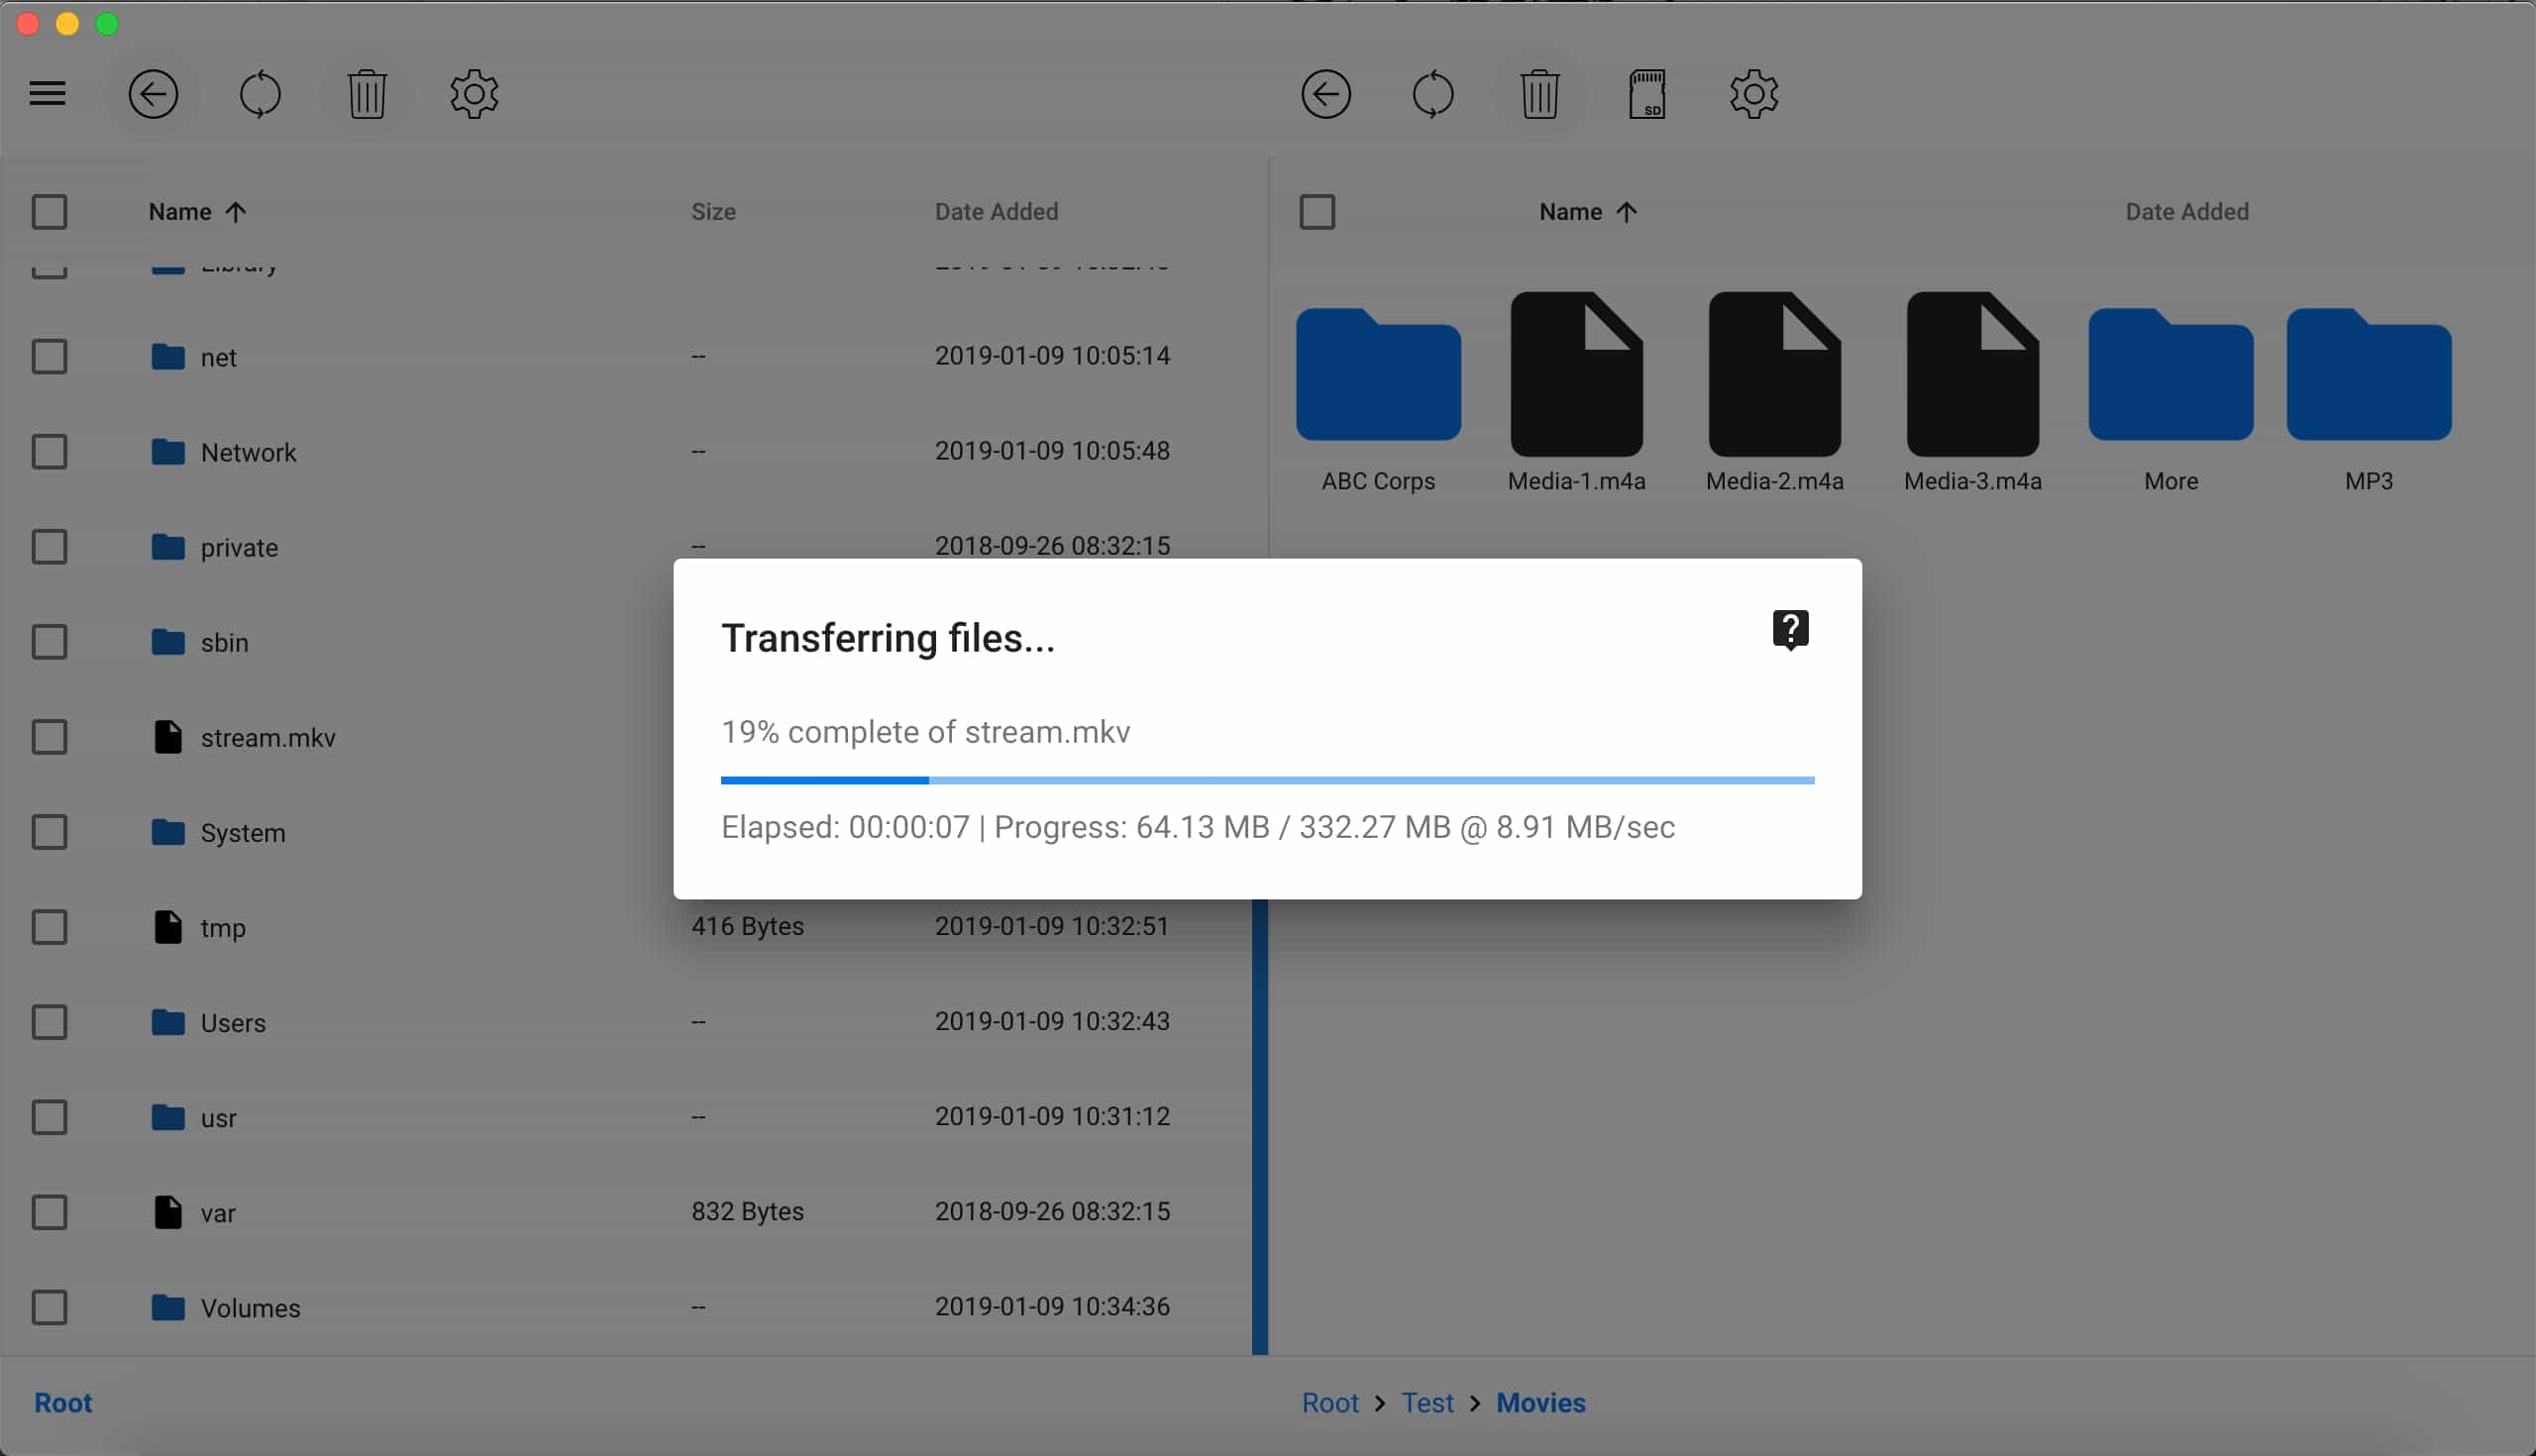 SD
Name Size Date Added
Name Date Added
Library
net -- 2019-01-09 10:05:14
Network -- 2019-01-09 10:05:48
private -- 2018-09-26 08:32:15
sbin
stream.mkv
System
tmp 416 Bytes 2019-01-09 10:32:51
Users -- 2019-01-09 10:32:43
usr -- 2019-01-09 10:31:12
var 832 Bytes 2018-09-26 08:32:15
Volumes -- 2019-01-09 10:34:36
ABC Corps Media-1.m4a Media-2.m4a Media-3.m4a More MP3
Transferring files...
?
19% complete of stream.mkv
Elapsed: 00:00:07 | Progress: 64.13 MB / 332.27 MB @ 8.91 MB/sec
Root
Root > Test > Movies